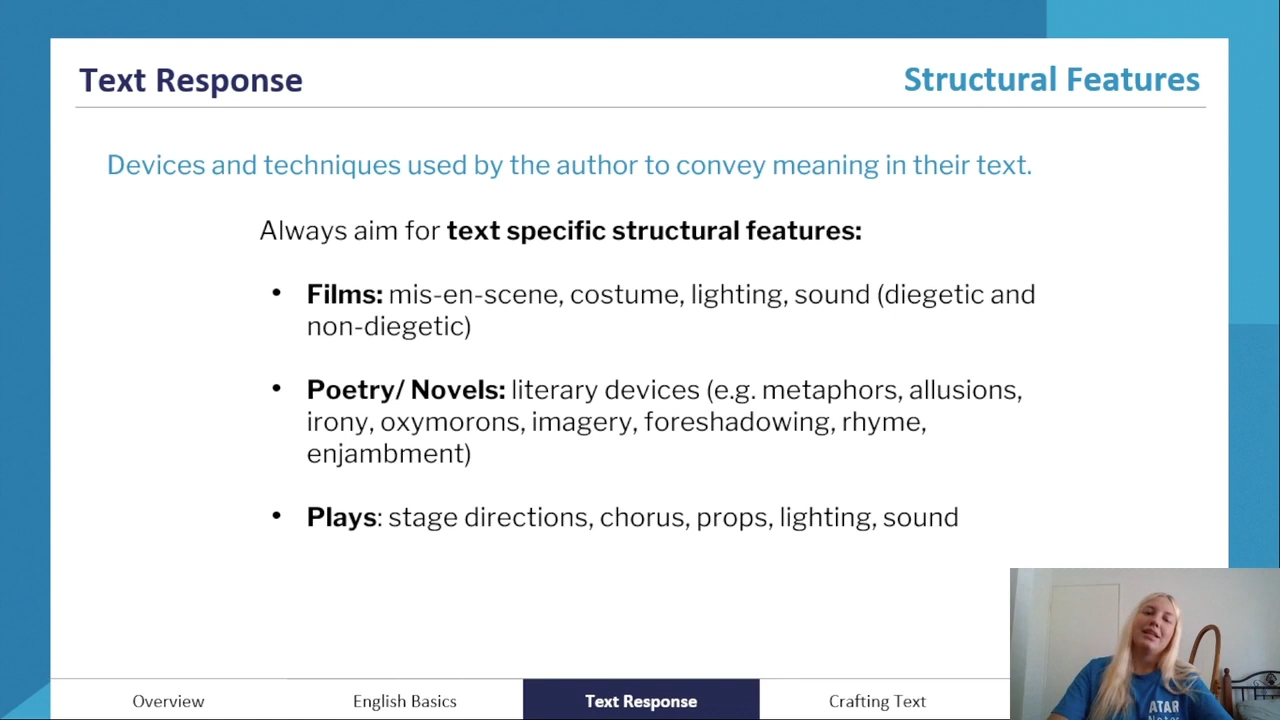 Text Response
Structural Features
Devices and techniques used by the author to convey meaning in their text.
Always aim for text specific structural features:
• Films: mis-en-scene, costume, lighting, sound (diegetic and
non-diegetic)
• Poetry/ Novels: literary devices (e.g. metaphors, allusions,
irony, oxymorons, imagery, foreshadowing, rhyme,
enjambment)
• Plays: stage directions, chorus, props, lighting, sound
Overview
English Basics
Text Response
Crafting Text
ATAR
Notes